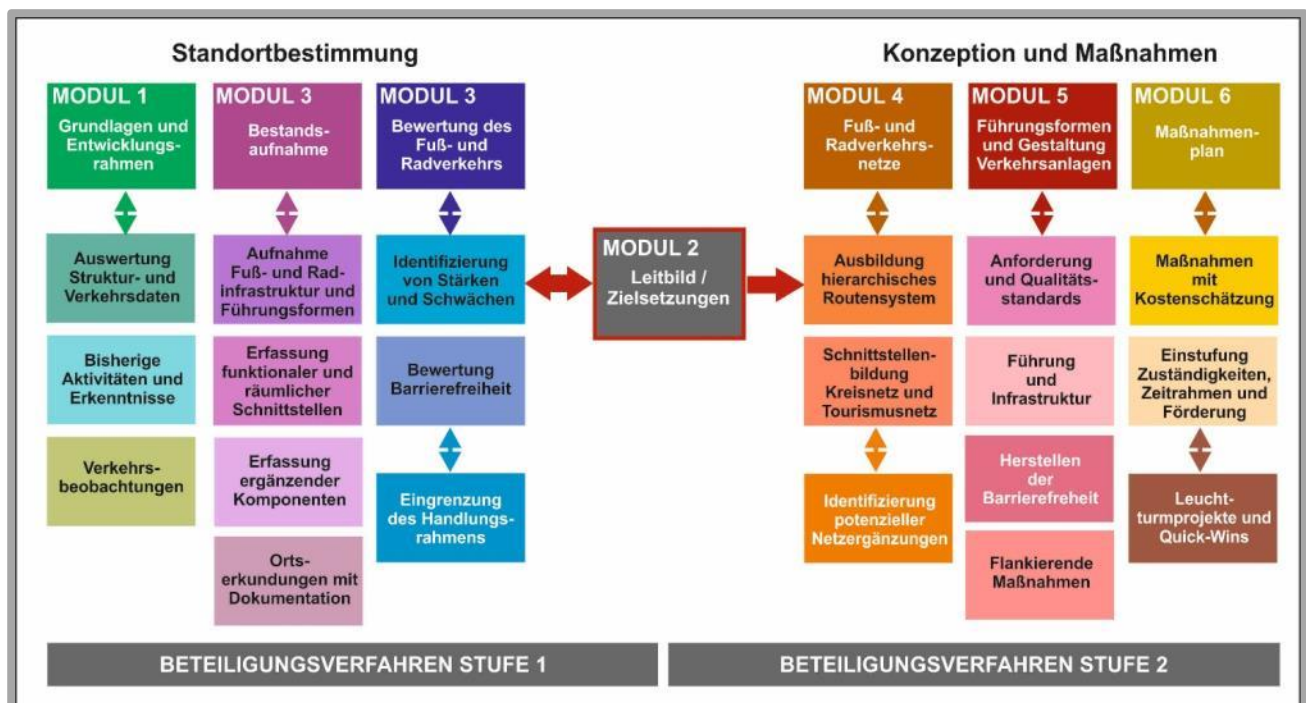 Standortbestimmung
MODUL 1
Grundlagen und
Entwicklungs-
rahmen
Auswertung
Struktur- und
Verkehrsdaten
Bisherige
Aktivitäten und
Erkenntnisse
Verkehrs-
beobachtungen
MODUL 3
Bestands-
aufnahme
Aufnahme
Fuß- und Rad-
infrastruktur und
Führungsformen
Erfassung
funktionaler und
räumlicher
Schnittstellen
Erfassung
ergänzender
Komponenten
Orts-
erkundungen mit
Dokumentation
MODUL 3
Bewertung des
Fuß- und
Radverkehrs
Identifizierung
von Stärken
und Schwächen
Bewertung
Barrierefreiheit
Eingrenzung
des Handlungs-
rahmens
MODUL 2
Leitbild /
Zielsetzungen
Konzeption und Maßnahmen
MODUL 4
Fuß- und
Radverkehrs-
netze
Ausbildung
hierarchisches
Routensystem
Schnittstellen-
bildung
Kreisnetz und
Tourismusnetz
Identifizierung
potenzieller
Netzergänzungen
MODUL 5
Führungsformen
und Gestaltung
Verkehrsanlagen
Anforderung
und Qualitäts-
standards
Führung
und
Infrastruktur
Herstellen
der
Barrierefreiheit
Flankierende
Maßnahmen
MODUL 6
Maßnahmen-
plan
Maßnahmen
mit
Kostenschätzung
Einstufung
Zuständigkeiten,
Zeitrahmen und
Förderung
Leucht-
turmprojekte und
Quick-Wins
BETEILIGUNGSVERFAHREN STUFE 1
BETEILIGUNGSVERFAHREN STUFE 2